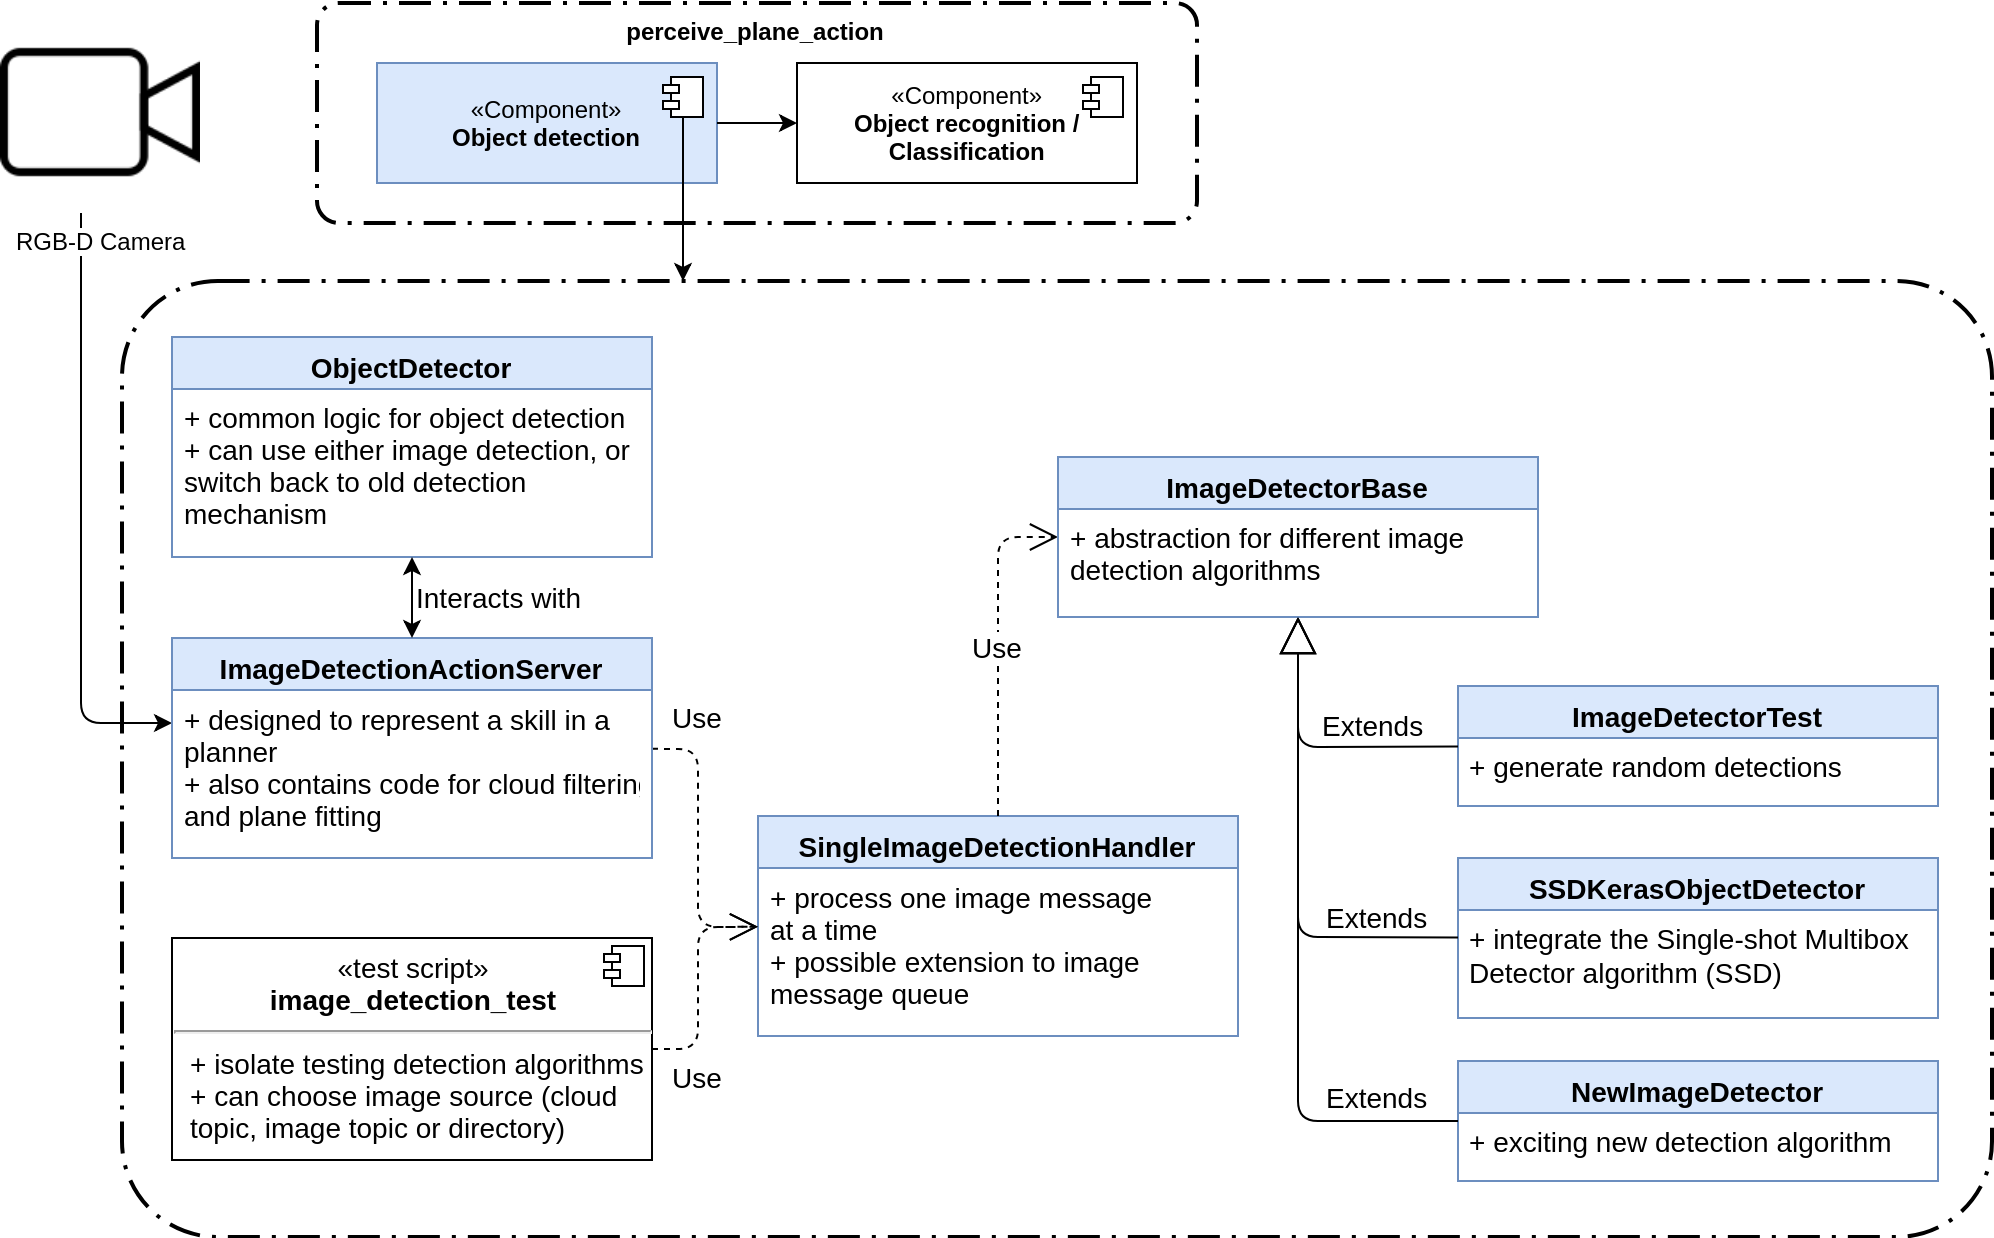 perceive_plane_action
«Component»
Object detection
«Component»
Object recognition /
Classification
RGB-D Camera
ObjectDetector
+ common logic for object detection
+ can use either image detection, or
switch back to old detection
mechanism
Interacts with
ImageDetectionActionServer
+ designed to represent a skill in a
planner
+ also contains code for cloud filtering
and plane fitting
Use
«test script»
image_detection_test
+ isolate testing detection algorithms
+ can choose image source (cloud
topic, image topic or directory)
Use
SingleImageDetectionHandler
+ process one image message
at a time
+ possible extension to image
message queue
Use
ImageDetectorBase
+ abstraction for different image
detection algorithms
Extends
ImageDetectorTest
+ generate random detections
Extends
SSDKerasObjectDetector
+ integrate the Single-shot Multibox
Detector algorithm (SSD)
Extends
NewImageDetector
+ exciting new detection algorithm